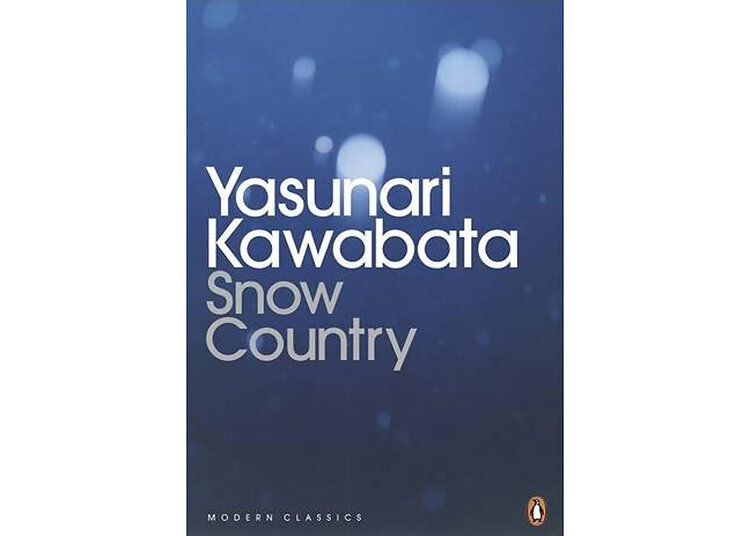 Yasunari
Kawabata
Snow
Country
MODERN CLASSICS